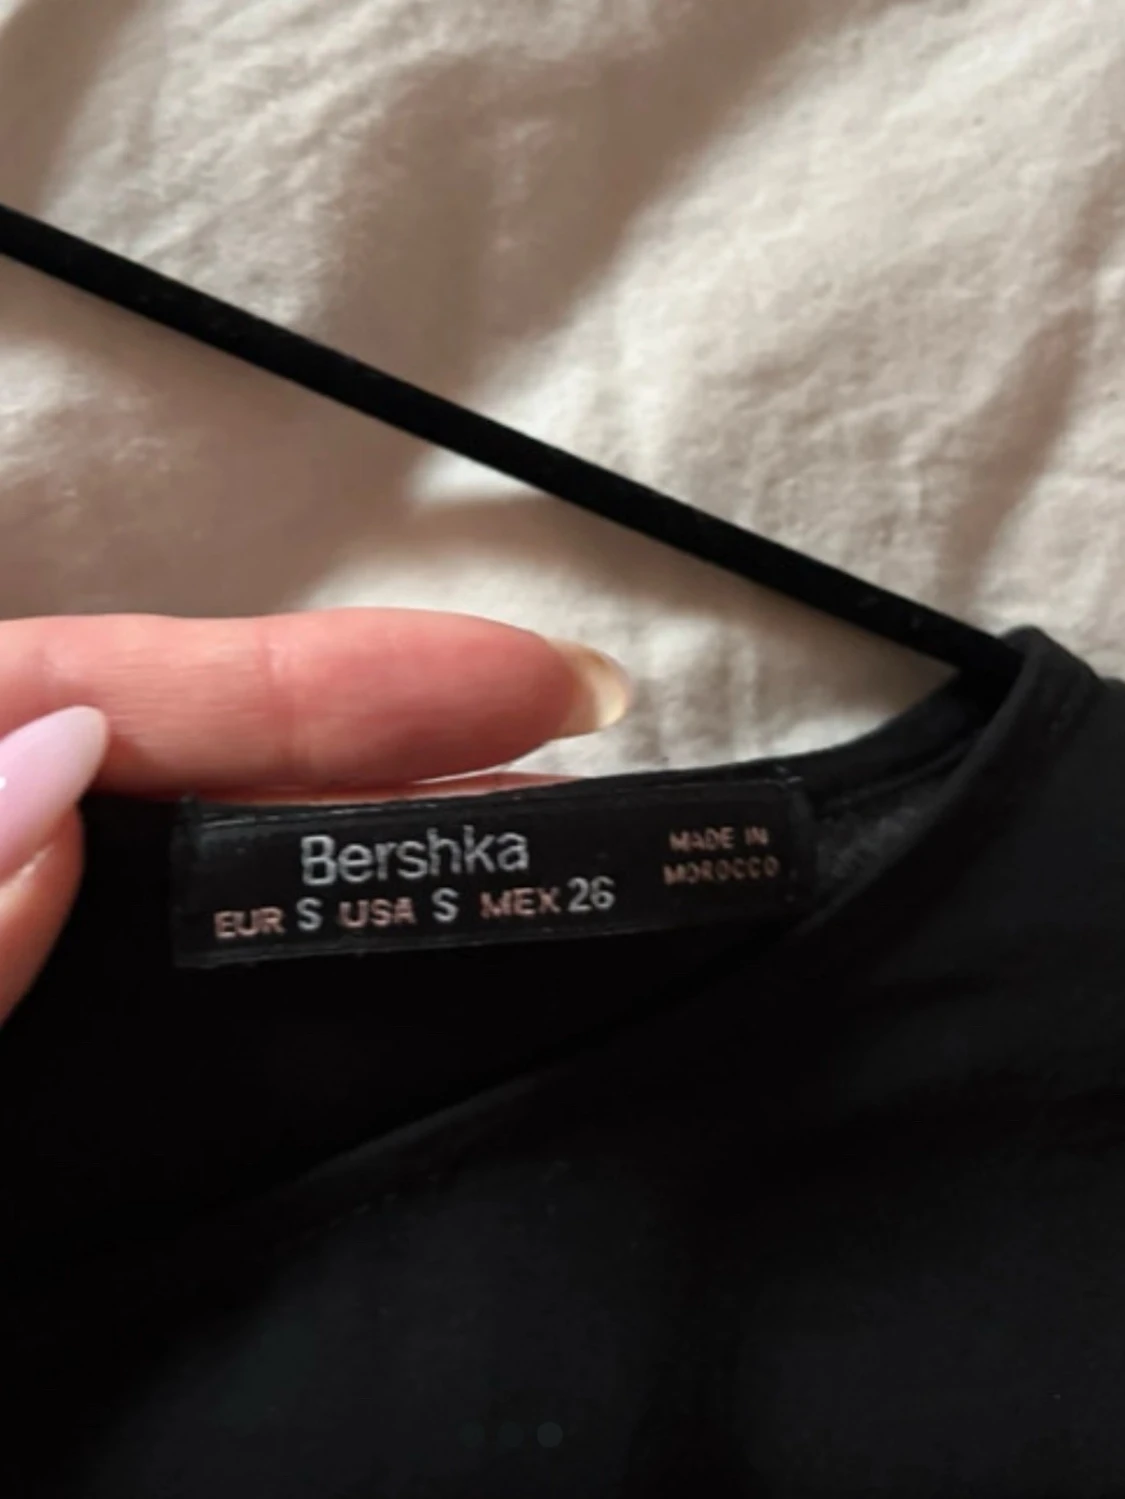 Bershka
EUR S USA S MEX 26
MADE IN
MOROCCO